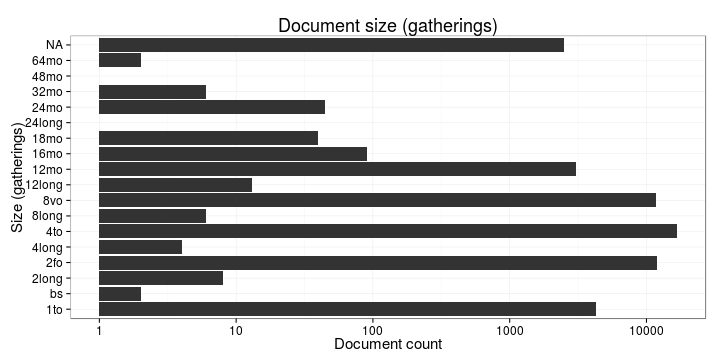 Document size (gatherings)
NA
64mo
48mo
32mo
24mo
24long
18mo
16mo
12mo
12long
8vo
8long
4to
4long
2fo
2long
bs
1to
Size (gatherings)
1 10 100 1000 10000
Document count